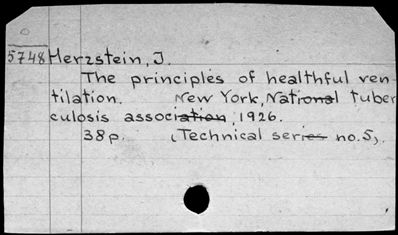 5748 Herzstein, J.
The principles of healthful ven-
tilation. New York, National tuber
culosis association, 1926.
38p. (Technical series no.5).